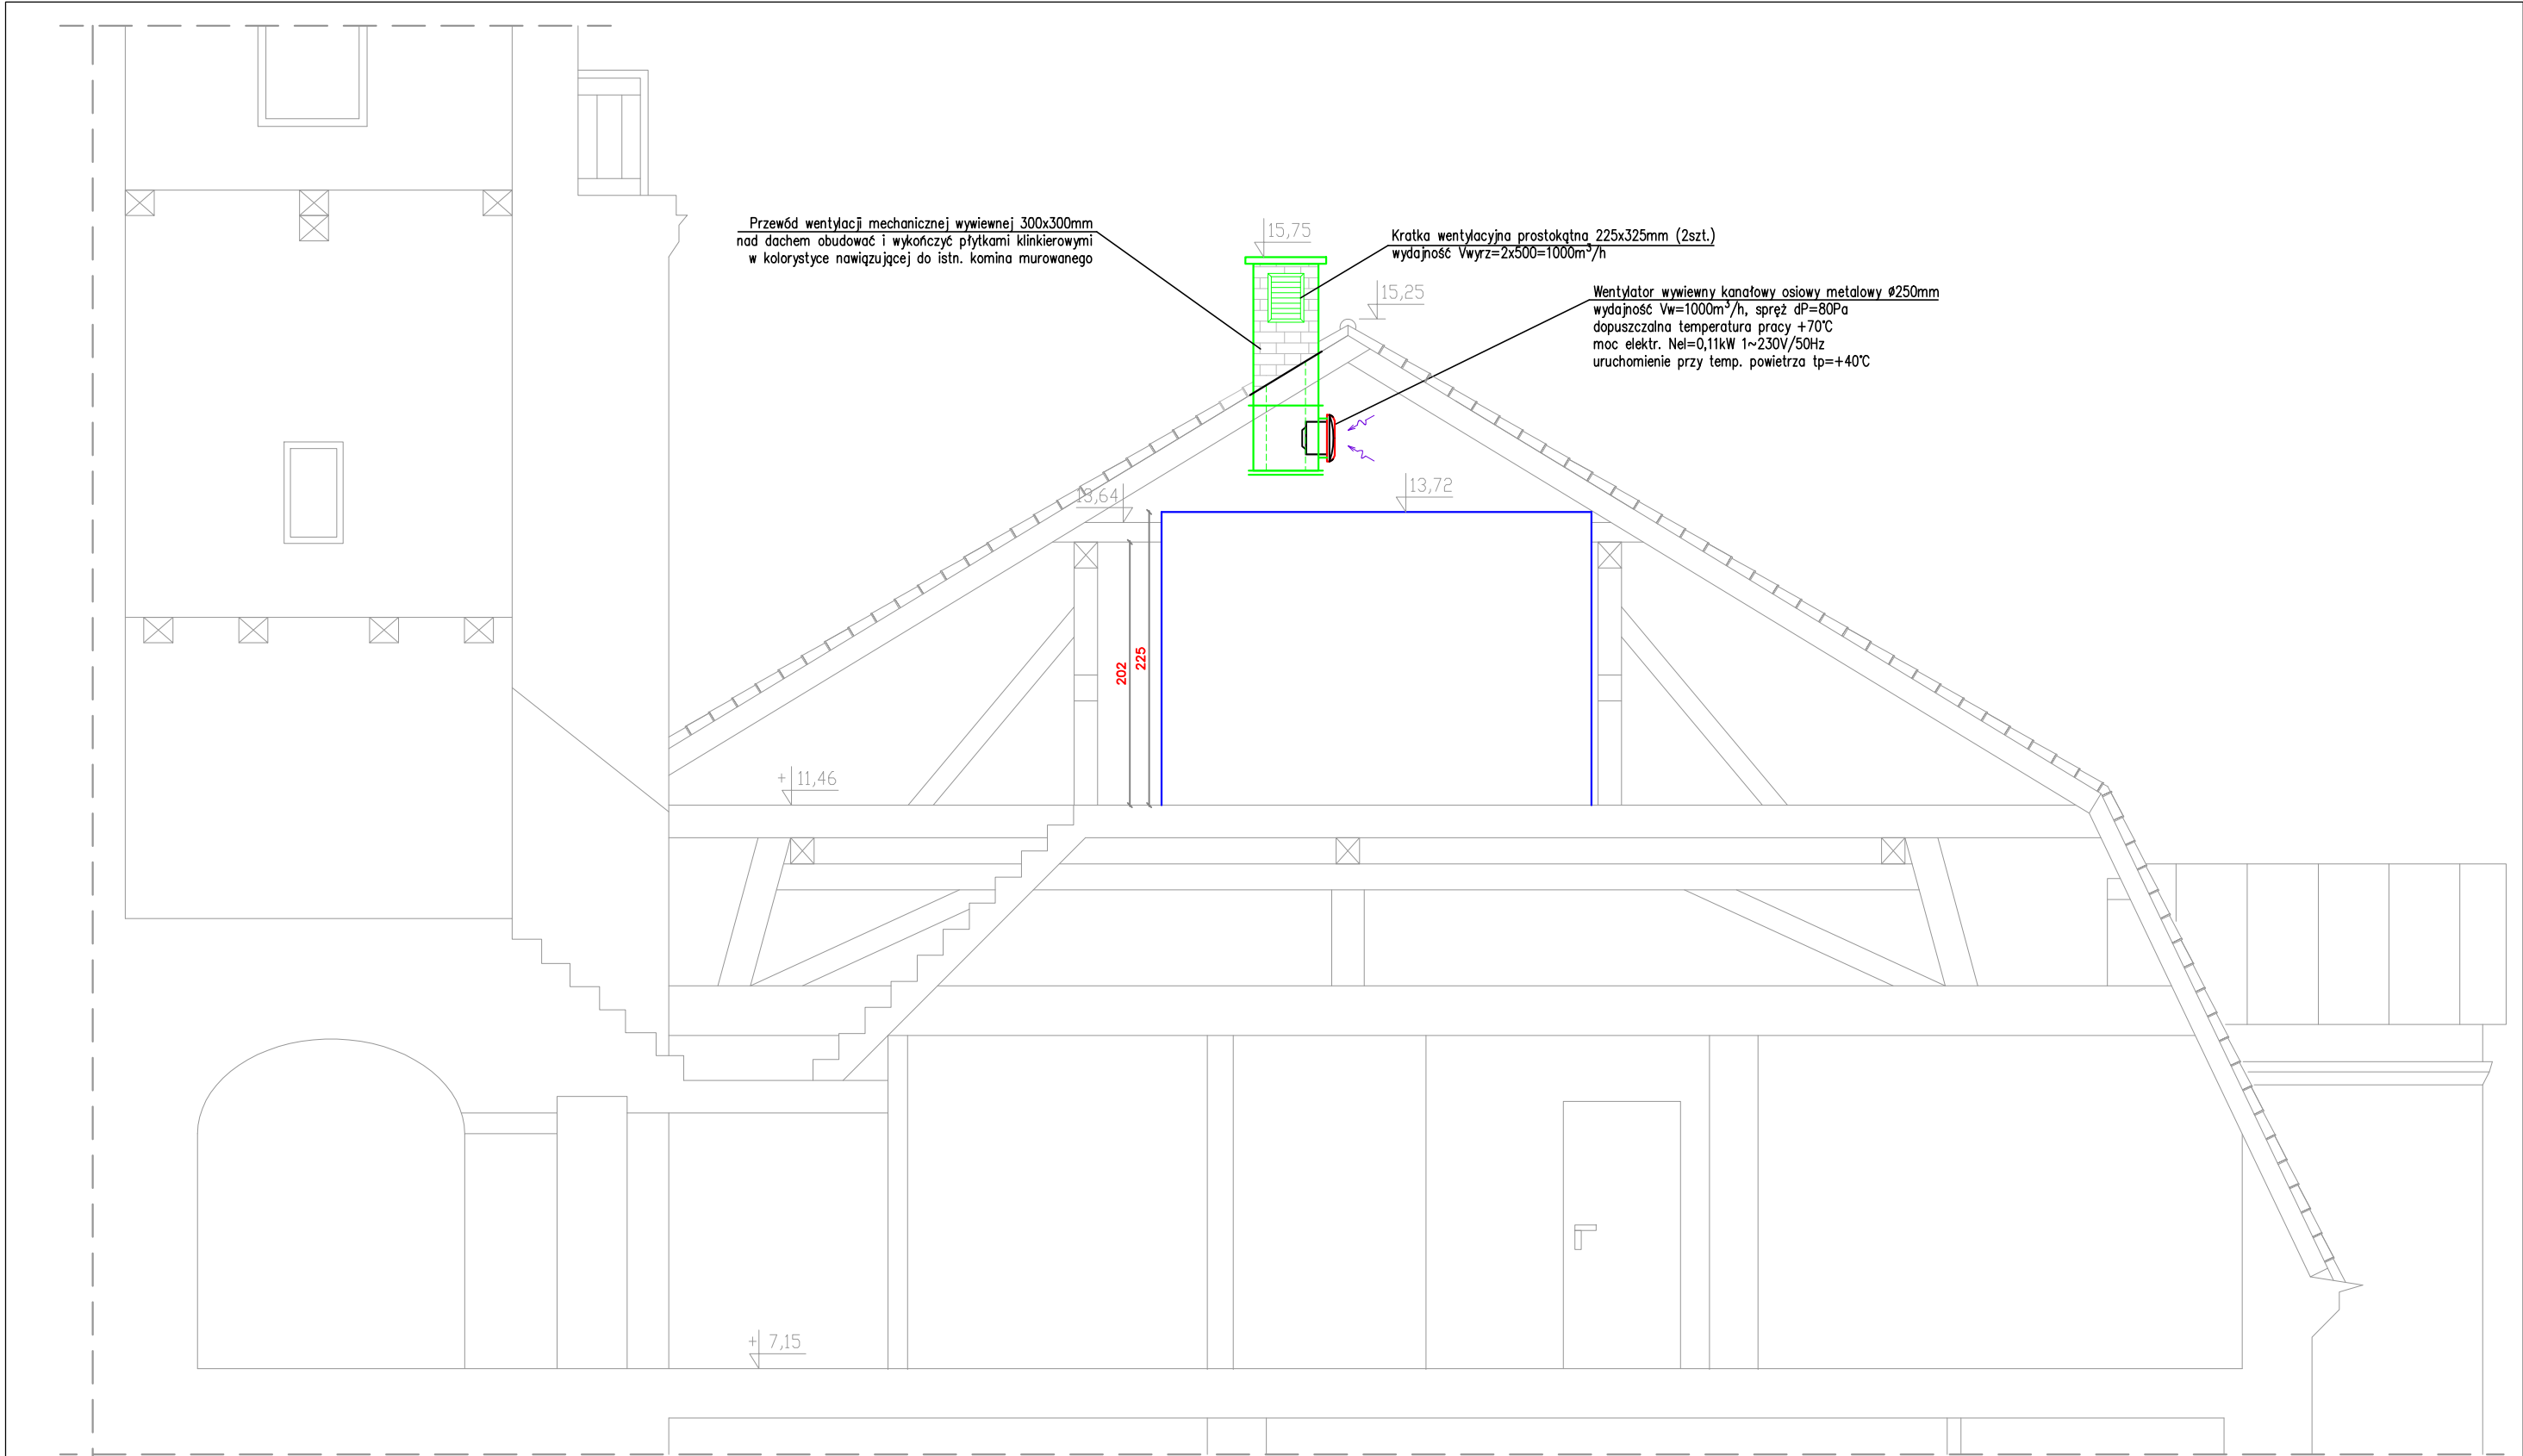 Przewód wentylacji mechanicznej wywiewnej 300x300mm
nad dachem obudować i wykończyć płytkami klinkierowymi
w kolorystyce nawiązującej do istn. komina murowanego
15,75
Kratka wentylacyjna prostokątna 225x325mm (2szt.)
wydajność Vwyrz=2x500=1000m³/h
15,25
Wentylator wywiewny kanałowy osiowy metalowy ø250mm
wydajność Vw=1000m³/h, spręż dP=80Pa
dopuszczalna temperatura pracy +70°C
moc elektr. Nel=0,11kW 1~230V/50Hz
uruchomienie przy temp. powietrza tp=+40°C
13,64
13,72
202
225
+ 11,46
+ 7,15